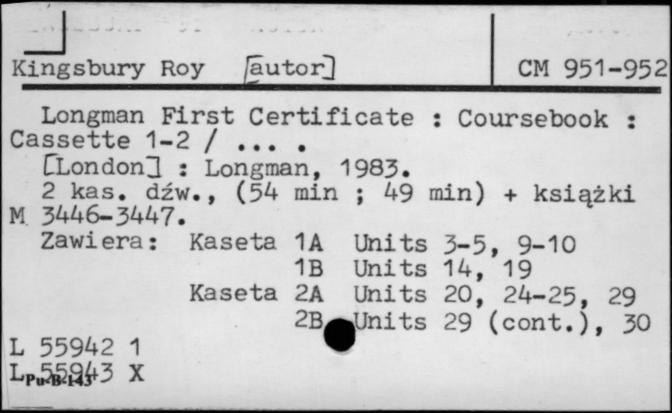 Kingsbury Roy [autor] CM 951-952
Longman First Certificate : Coursebook :
Cassette 1-2 / ... .
[London] : Longman, 1983.
2 kas. dźw., (54 min ; 49 min) + książki
M 3446-3447.
Zawiera: Kaseta 1A Units 3-5, 9-10
1B Units 14, 19
Kaseta 2A Units 20, 24-25, 29
2B Units 29 (cont.), 30
L 55942 1
L 55943 X
Pu-B-143